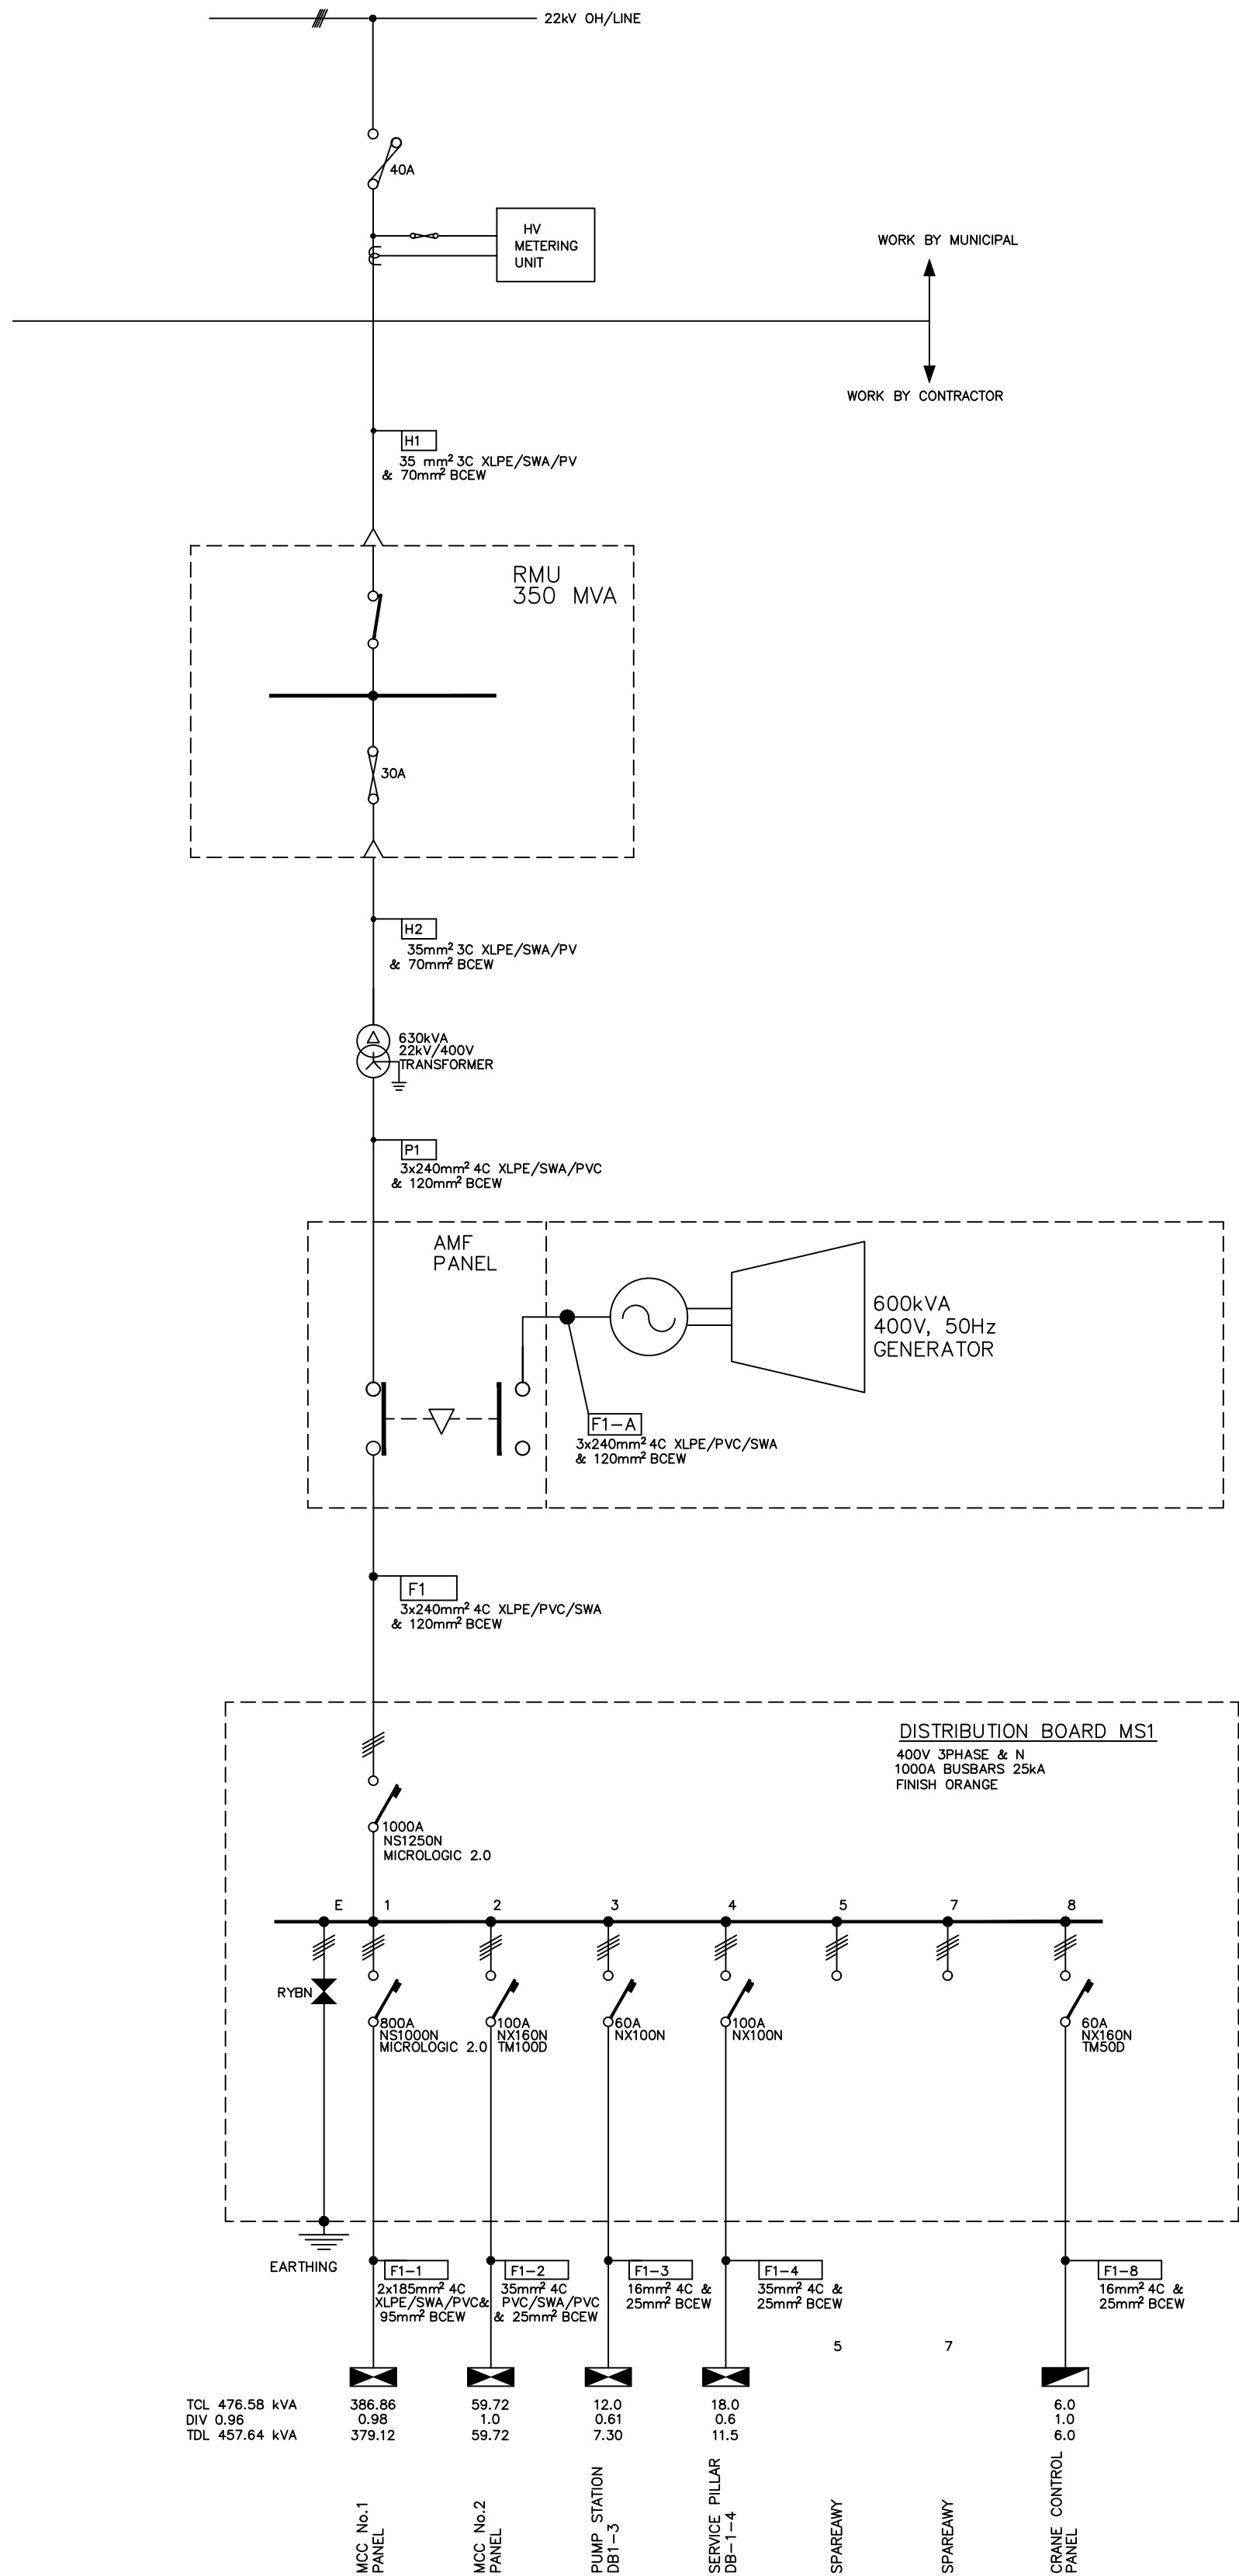 22kV OH/LINE
40A
HV
METERING
UNIT
WORK BY MUNICIPAL
WORK BY CONTRACTOR
H1
35 mm² 3C XLPE/SWA/PV
& 70mm² BCEW
RMU
350 MVA
30A
H2
35mm² 3C XLPE/SWA/PV
& 70mm² BCEW
630kVA
22kV/400V
TRANSFORMER
P1
3x240mm² 4C XLPE/SWA/PVC
& 120mm² BCEW
AMF
PANEL
600kVA
400V, 50Hz
GENERATOR
F1-A
3x240mm² 4C XLPE/PVC/SWA
& 120mm² BCEW
F1
3x240mm² 4C XLPE/PVC/SWA
& 120mm² BCEW
DISTRIBUTION BOARD MS1
400V 3PHASE & N
1000A BUSBARS 25kA
FINISH ORANGE
1000A
NS1250N
MICROLOGIC 2.0
E 1 2 3 4 5 7 8
RYBN
800A
NS1000N
MICROLOGIC 2.0
100A
NX160N
TM100D
60A
NX100N
100A
NX100N
60A
NX160N
TM50D
EARTHING
F1-1
2x185mm² 4C
XLPE/SWA/PVC&
95mm² BCEW
F1-2
35mm² 4C
PVC/SWA/PVC
& 25mm² BCEW
F1-3
16mm² 4C &
25mm² BCEW
F1-4
35mm² 4C &
25mm² BCEW
F1-8
16mm² 4C &
25mm² BCEW
5 7
TCL 476.58 kVA 386.86 59.72 12.0 18.0 6.0
DIV 0.96 0.98 1.0 0.61 0.6 1.0
TDL 457.64 kVA 379.12 59.72 7.30 11.5 6.0
MCC No.1
PANEL
MCC No.2
PANEL
PUMP STATION
DB1-3
SERVICE PILLAR
DB-1-4
SPAREAWY
SPAREAWY
CRANE CONTROL
PANEL